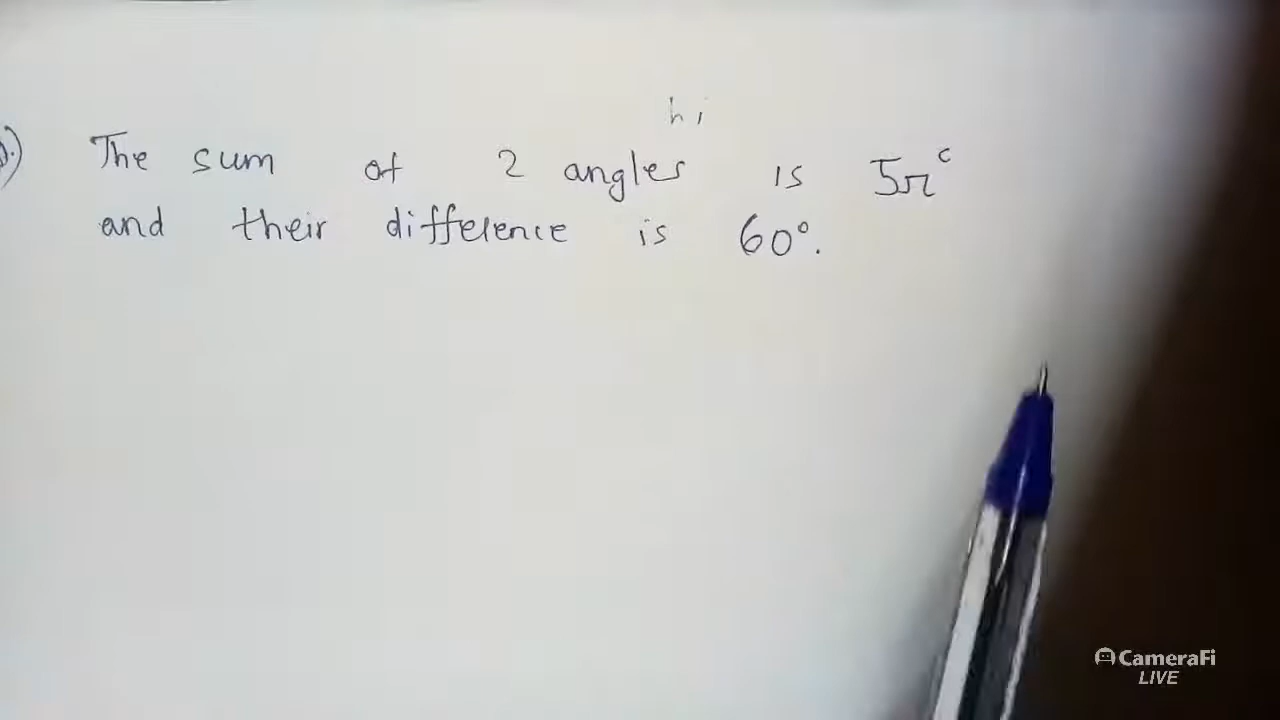 hi
The sum of 2 angles is 5π^c
and their difference is 60°.
CameraFi
LIVE